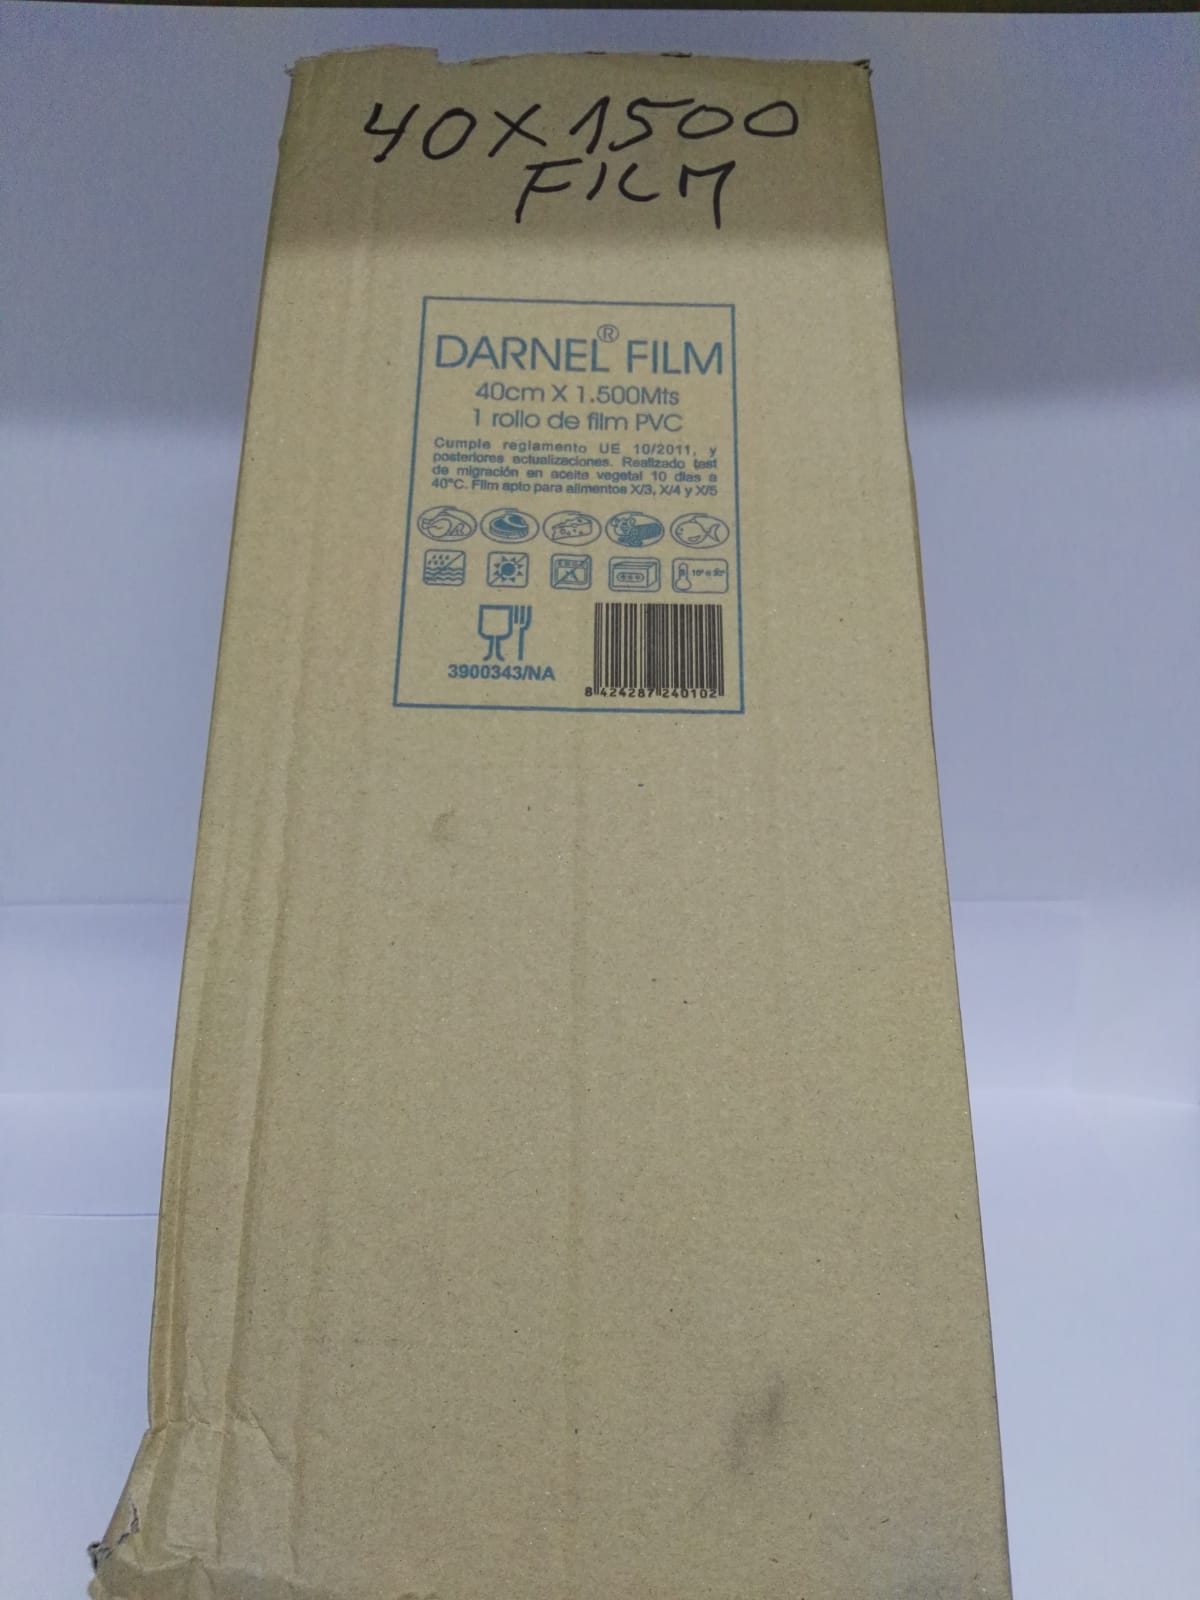 40X1500
FILM
DARNEL® FILM
40cm X 1.500Mts
1 rollo de film PVC
Cumple reglamento UE 10/2011, y
posteriores actualizaciones. Realizado test
de migración en aceite vegetal 10 dias a
40°C. Film apto para alimentos X/3, X/4 y X/5
3900343/NA
8 424287 240102